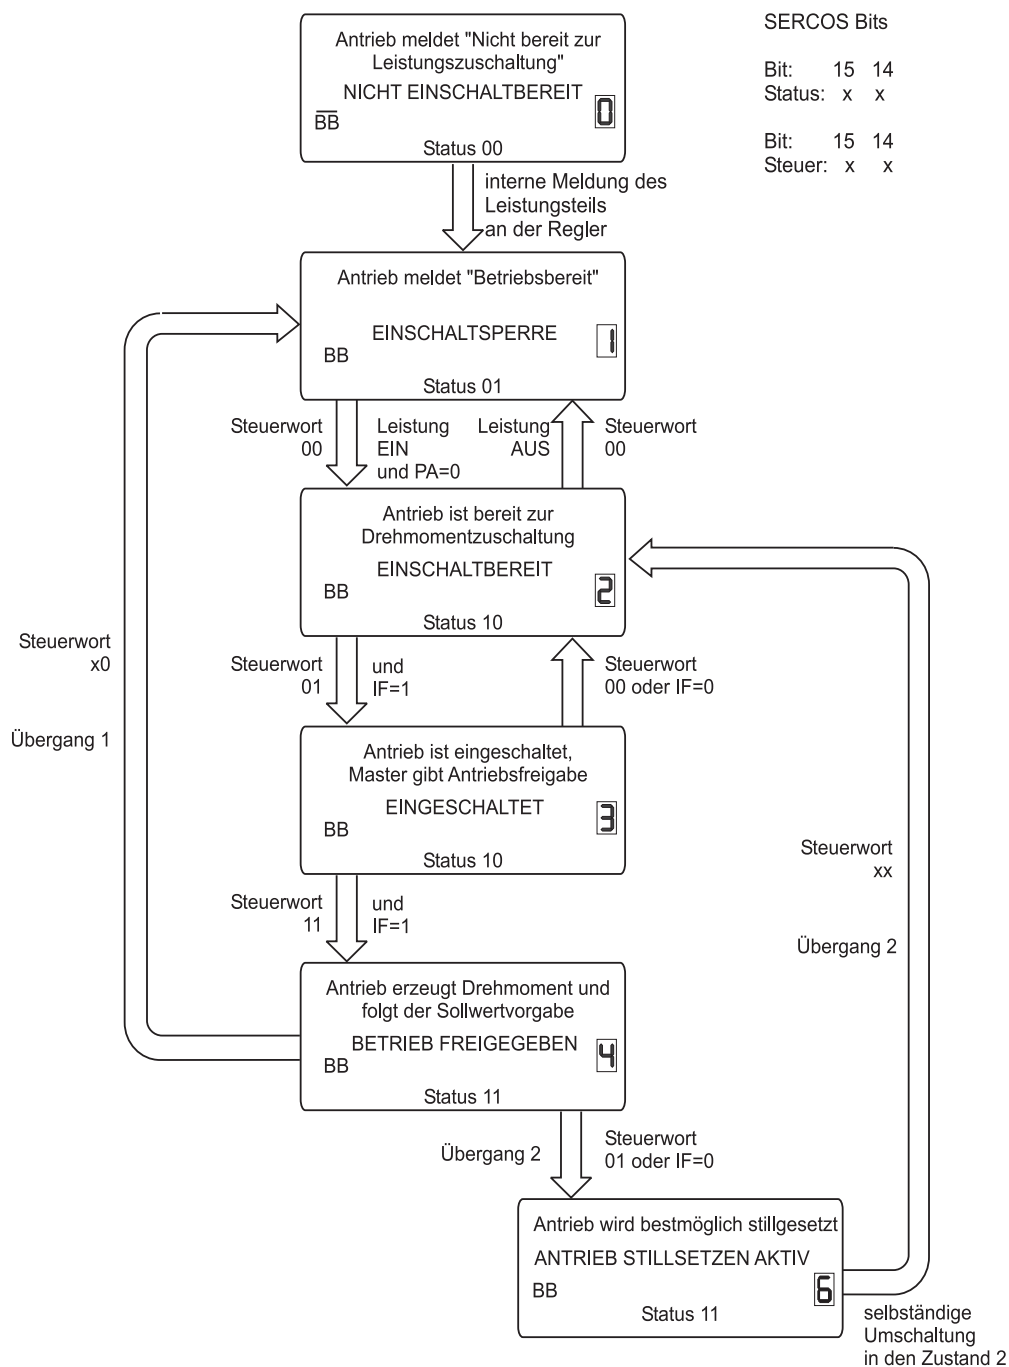 Antrieb meldet "Nicht bereit zur
Leistungszuschaltung"
NICHT EINSCHALTBEREIT
0
B̅B̅
Status 00
SERCOS Bits
Bit: 15 14
Status: x x
Bit: 15 14
Steuer: x x
interne Meldung des
Leistungsteils
an der Regler
Antrieb meldet "Betriebsbereit"
EINSCHALTSPERRE
1
BB
Status 01
Steuerwort
00
Leistung
EIN
und PA=0
Leistung
AUS
Steuerwort
00
Antrieb ist bereit zur
Drehmomentzuschaltung
EINSCHALTBEREIT
2
BB
Status 10
Steuerwort
x0
Übergang 1
Steuerwort
01
und
IF=1
Steuerwort
00 oder IF=0
Antrieb ist eingeschaltet,
Master gibt Antriebsfreigabe
EINGESCHALTET
3
BB
Status 10
Steuerwort
xx
Übergang 2
Steuerwort
11
und
IF=1
Antrieb erzeugt Drehmoment und
folgt der Sollwertvorgabe
BETRIEB FREIGEGEBEN
4
BB
Status 11
Übergang 2
Steuerwort
01 oder IF=0
Antrieb wird bestmöglich stillgesetzt
ANTRIEB STILLSETZEN AKTIV
6
BB
Status 11
selbständige
Umschaltung
in den Zustand 2